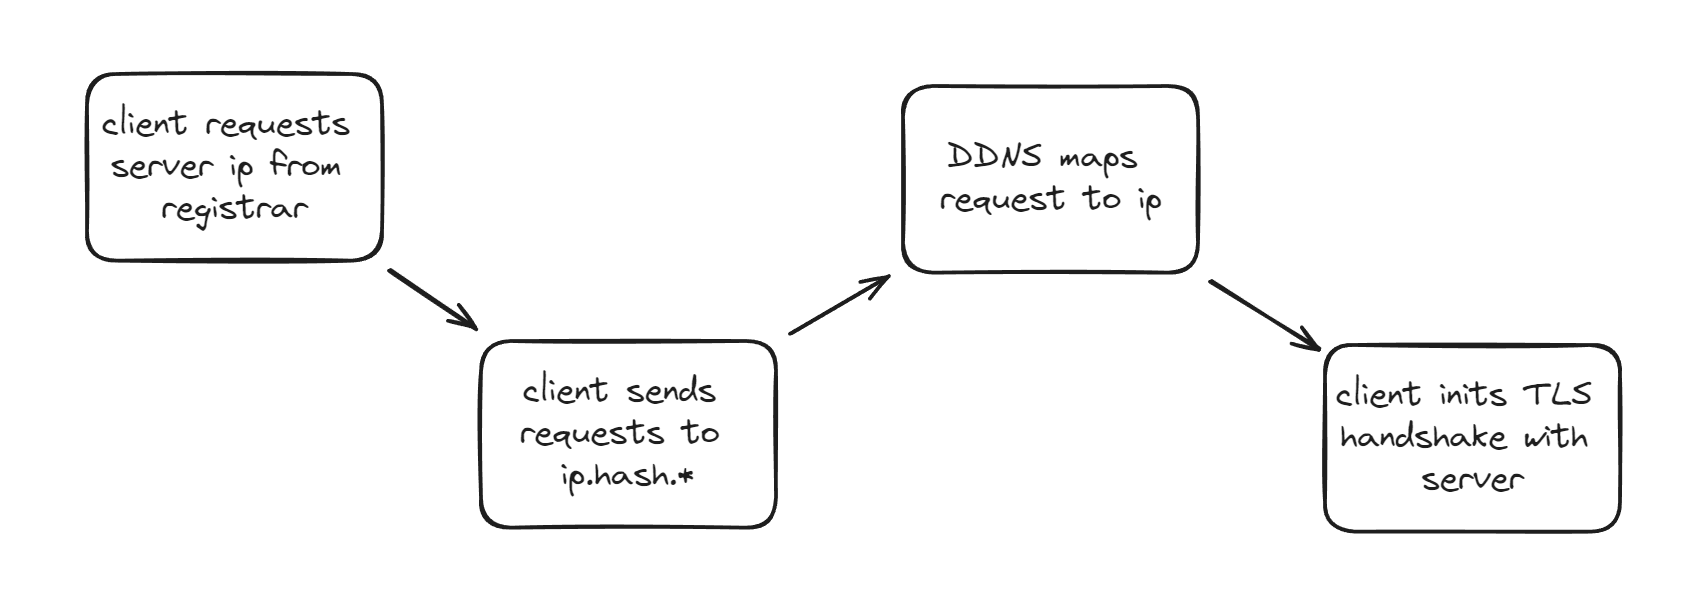 client requests
server ip from
registrar
client sends
requests to
ip.hash.*
DDNS maps
request to ip
client inits TLS
handshake with
server